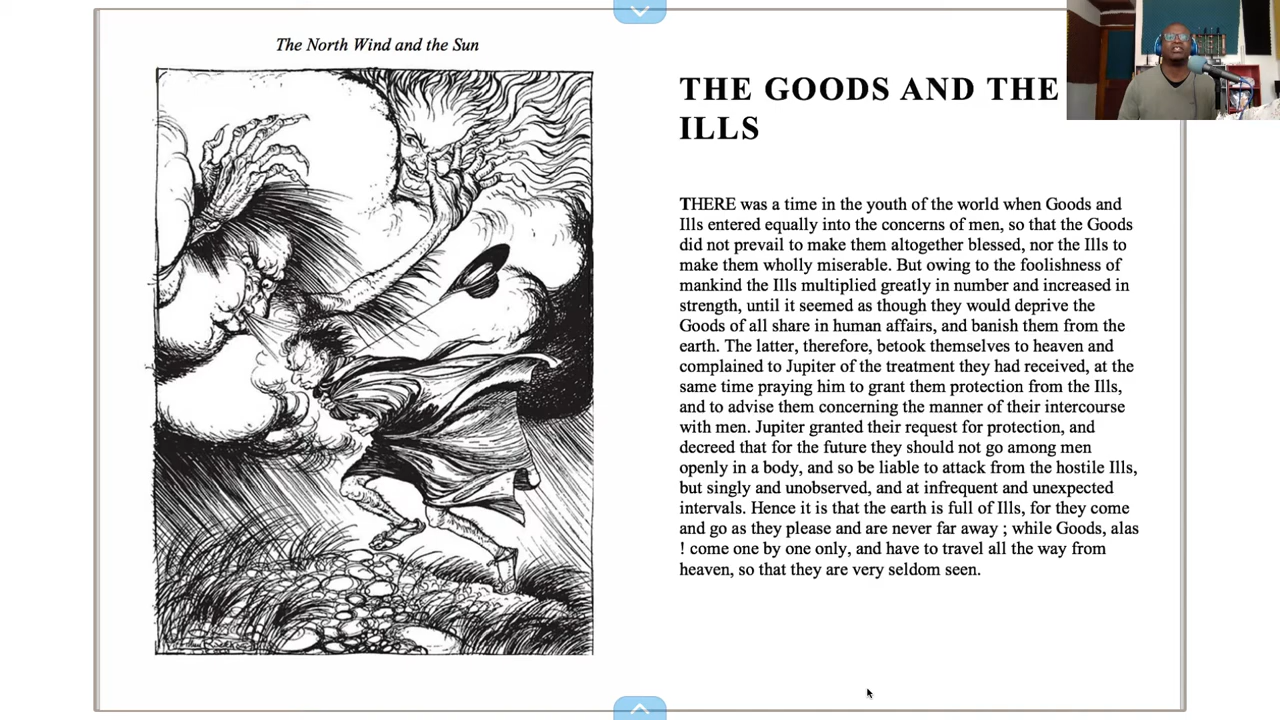 The North Wind and the Sun
THE GOODS AND THE
ILLS
THERE was a time in the youth of the world when Goods and
Ills entered equally into the concerns of men, so that the Goods
did not prevail to make them altogether blessed, nor the Ills to
make them wholly miserable. But owing to the foolishness of
mankind the Ills multiplied greatly in number and increased in
strength, until it seemed as though they would deprive the
Goods of all share in human affairs, and banish them from the
earth. The latter, therefore, betook themselves to heaven and
complained to Jupiter of the treatment they had received, at the
same time praying him to grant them protection from the Ills,
and to advise them concerning the manner of their intercourse
with men. Jupiter granted their request for protection, and
decreed that for the future they should not go among men
openly in a body, and so be liable to attack from the hostile Ills,
but singly and unobserved, and at infrequent and unexpected
intervals. Hence it is that the earth is full of Ills, for they come
and go as they please and are never far away ; while Goods, alas
! come one by one only, and have to travel all the way from
heaven, so that they are very seldom seen.